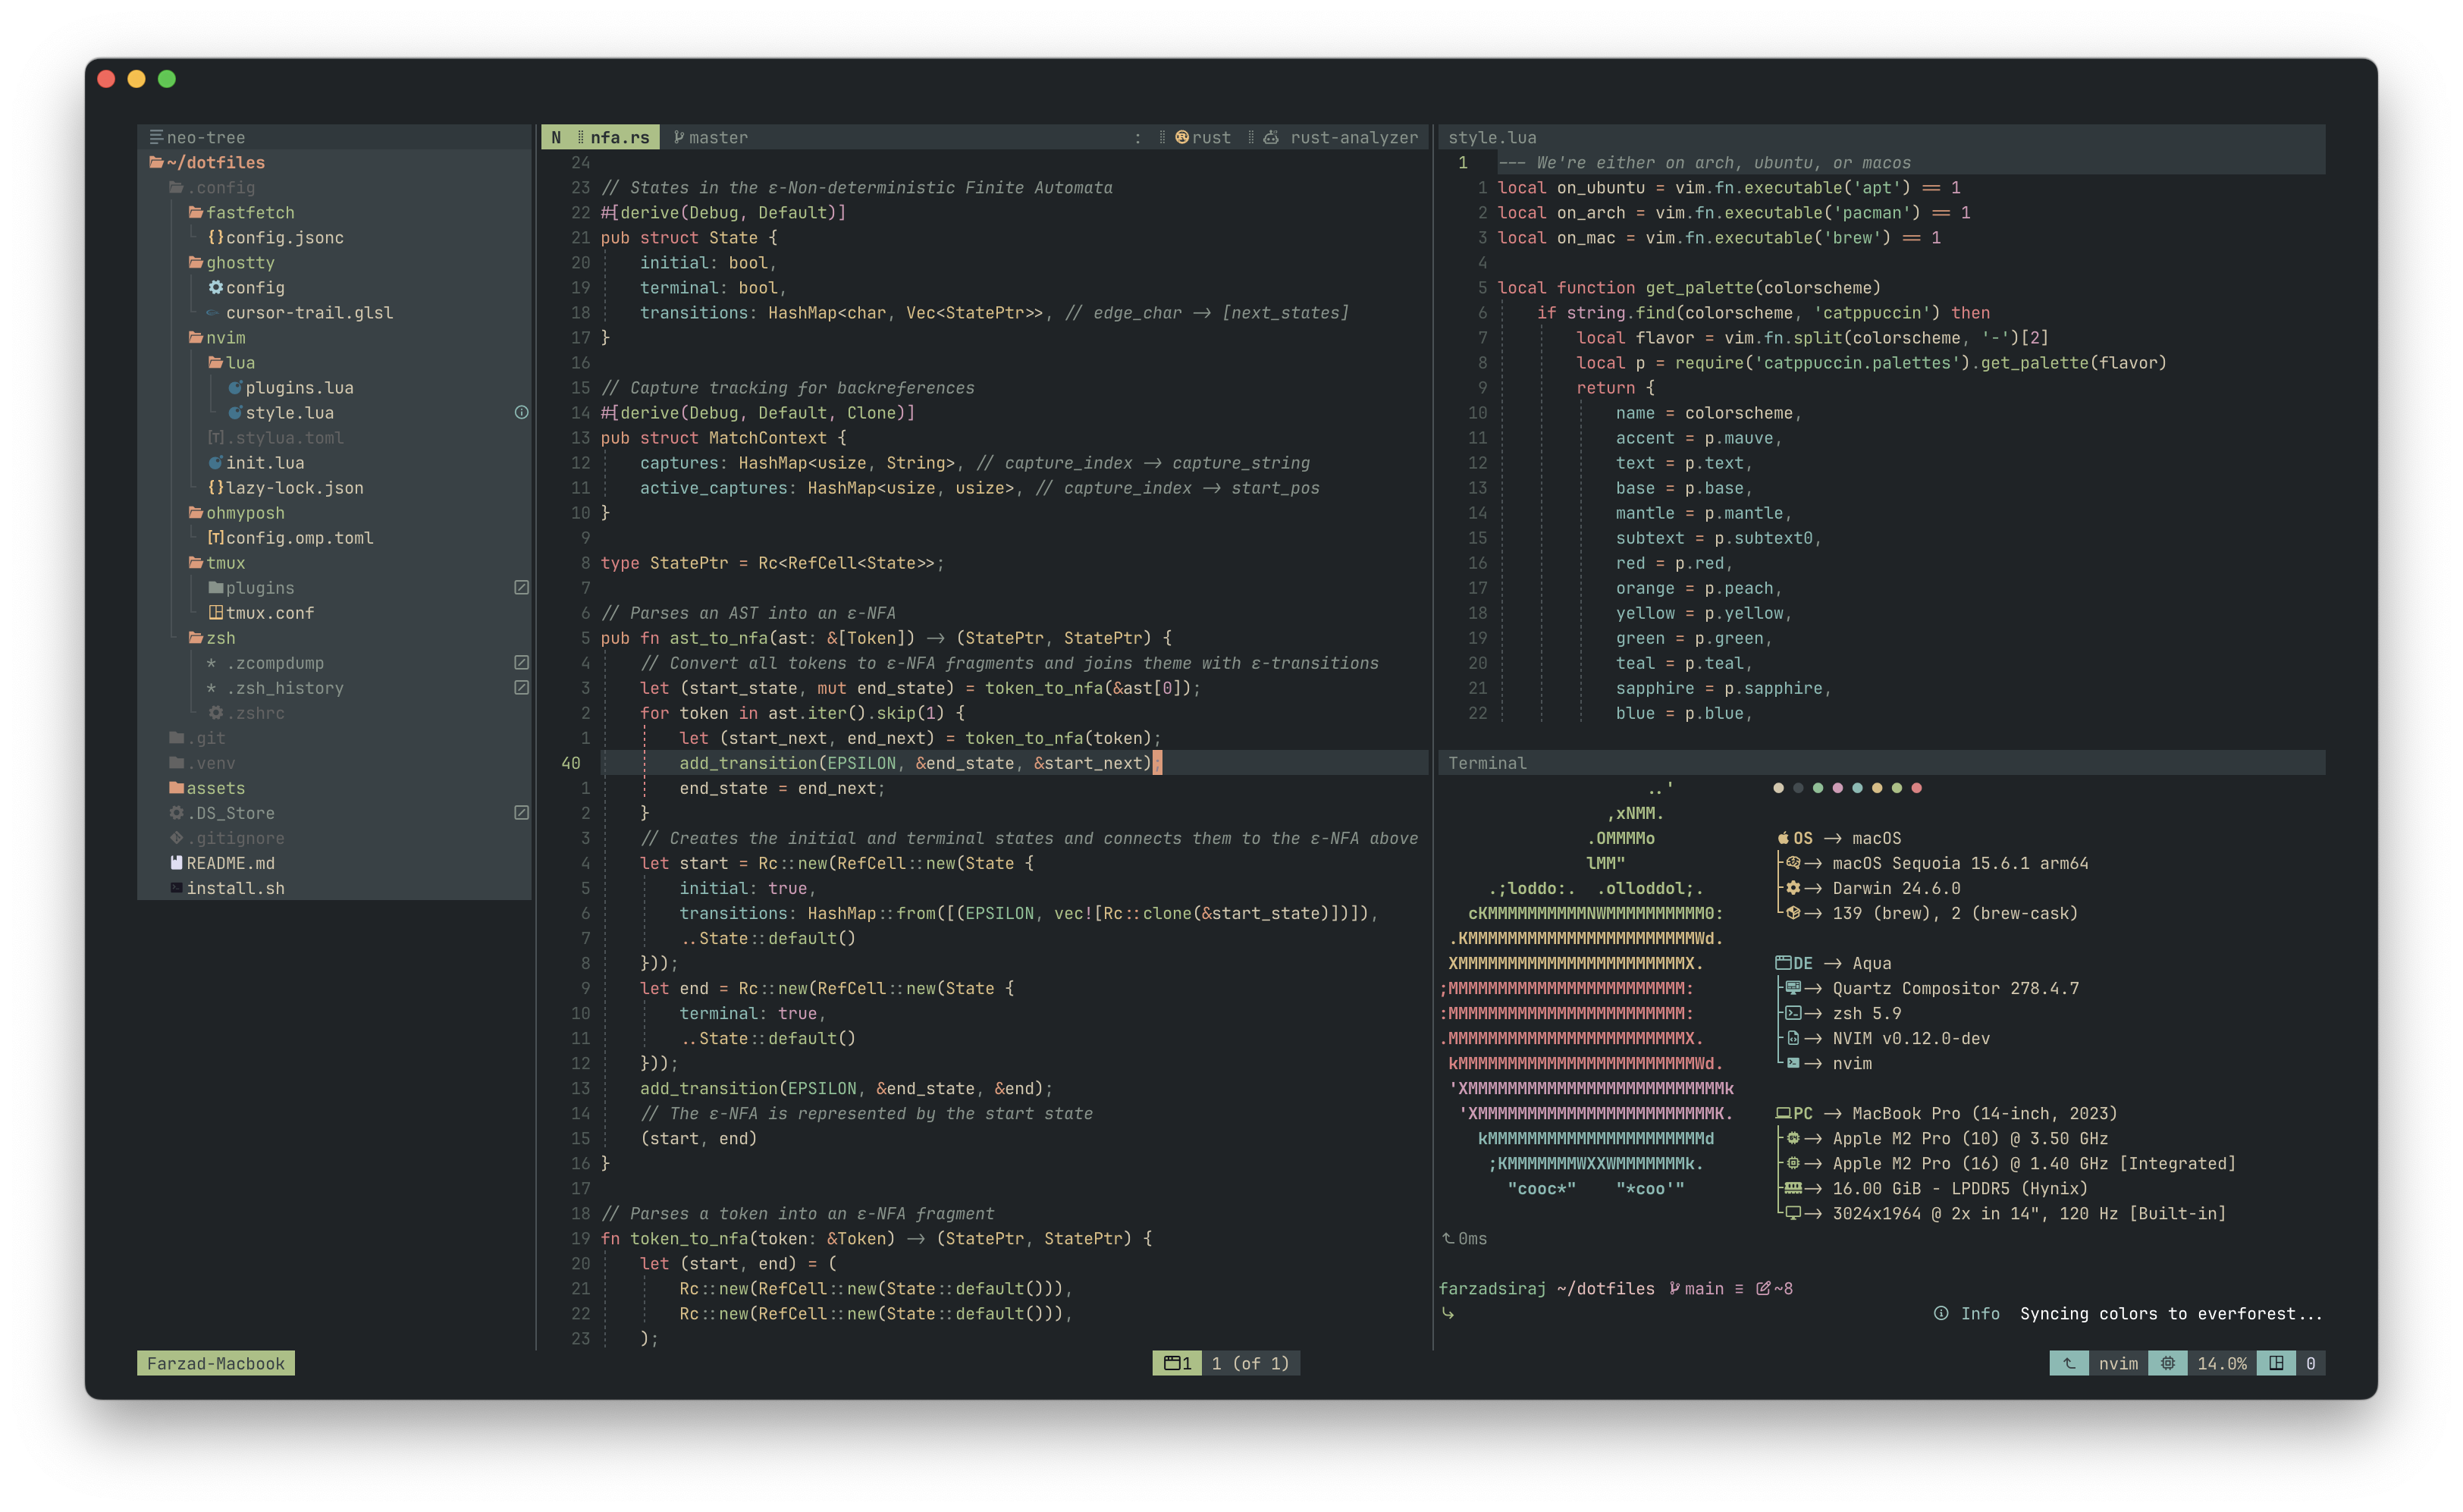 neo-tree
~/dotfiles
.config
fastfetch
{}config.jsonc
ghostty
config
cursor-trail.glsl
nvim
lua
plugins.lua
style.lua
[T].stylua.toml
init.lua
{}lazy-lock.json
ohmyposh
[T]config.omp.toml
tmux
plugins
tmux.conf
zsh
* .zcompdump
* .zsh_history
.zshrc
.git
.venv
assets
.DS_Store
.gitignore
README.md
install.sh
N nfa.rs master : rust rust-analyzer
24
23 // States in the ε-Non-deterministic Finite Automata
22 #[derive(Debug, Default)]
21 pub struct State {
20 initial: bool,
19 terminal: bool,
18 transitions: HashMap<char, Vec<StatePtr>>, // edge_char -> [next_states]
17 }
16
15 // Capture tracking for backreferences
14 #[derive(Debug, Default, Clone)]
13 pub struct MatchContext {
12 captures: HashMap<usize, String>, // capture_index -> capture_string
11 active_captures: HashMap<usize, usize>, // capture_index -> start_pos
10 }
9
8 type StatePtr = Rc<RefCell<State>>;
7
6 // Parses an AST into an ε-NFA
5 pub fn ast_to_nfa(ast: &[Token]) -> (StatePtr, StatePtr) {
4 // Convert all tokens to ε-NFA fragments and joins theme with ε-transitions
3 let (start_state, mut end_state) = token_to_nfa(&ast[0]);
2 for token in ast.iter().skip(1) {
1 let (start_next, end_next) = token_to_nfa(token);
40 add_transition(EPSILON, &end_state, &start_next);
1 end_state = end_next;
2 }
3 // Creates the initial and terminal states and connects them to the ε-NFA above
4 let start = Rc::new(RefCell::new(State {
5 initial: true,
6 transitions: HashMap::from([(EPSILON, vec![Rc::clone(&start_state)])]),
7 ..State::default()
8 }));
9 let end = Rc::new(RefCell::new(State {
10 terminal: true,
11 ..State::default()
12 }));
13 add_transition(EPSILON, &end_state, &end);
14 // The ε-NFA is represented by the start state
15 (start, end)
16 }
17
18 // Parses a token into an ε-NFA fragment
19 fn token_to_nfa(token: &Token) -> (StatePtr, StatePtr) {
20 let (start, end) = (
21 Rc::new(RefCell::new(State::default())),
22 Rc::new(RefCell::new(State::default())),
23 );
style.lua
1 --- We're either on arch, ubuntu, or macos
1 local on_ubuntu = vim.fn.executable('apt') == 1
2 local on_arch = vim.fn.executable('pacman') == 1
3 local on_mac = vim.fn.executable('brew') == 1
4
5 local function get_palette(colorscheme)
6 if string.find(colorscheme, 'catppuccin') then
7 local flavor = vim.fn.split(colorscheme, '-')[2]
8 local p = require('catppuccin.palettes').get_palette(flavor)
9 return {
10 name = colorscheme,
11 accent = p.mauve,
12 text = p.text,
13 base = p.base,
14 mantle = p.mantle,
15 subtext = p.subtext0,
16 red = p.red,
17 orange = p.peach,
18 yellow = p.yellow,
19 green = p.green,
20 teal = p.teal,
21 sapphire = p.sapphire,
22 blue = p.blue,
Terminal
..'
,xNMM.
.OMMMMo
lMM"
.;loddo:. .olloddol;.
cKMMMMMMMMMMNWMMMMMMMMMM0:
.KMMMMMMMMMMMMMMMMMMMMMMMWd.
XMMMMMMMMMMMMMMMMMMMMMMMX.
;MMMMMMMMMMMMMMMMMMMMMMMM:
:MMMMMMMMMMMMMMMMMMMMMMMM:
.MMMMMMMMMMMMMMMMMMMMMMMMX.
kMMMMMMMMMMMMMMMMMMMMMMMMWd.
'XMMMMMMMMMMMMMMMMMMMMMMMMMMk
'XMMMMMMMMMMMMMMMMMMMMMMMMK.
kMMMMMMMMMMMMMMMMMMMMMMd
;KMMMMMMMWXXWMMMMMMMk.
"cooc*" "*coo'"
OS -> macOS
-> macOS Sequoia 15.6.1 arm64
-> Darwin 24.6.0
-> 139 (brew), 2 (brew-cask)
DE -> Aqua
-> Quartz Compositor 278.4.7
-> zsh 5.9
-> NVIM v0.12.0-dev
-> nvim
PC -> MacBook Pro (14-inch, 2023)
-> Apple M2 Pro (10) @ 3.50 GHz
-> Apple M2 Pro (16) @ 1.40 GHz [Integrated]
-> 16.00 GiB - LPDDR5 (Hynix)
-> 3024x1964 @ 2x in 14", 120 Hz [Built-in]
0ms
farzadsiraj ~/dotfiles main ≡ ~8
Info Syncing colors to everforest...
Farzad-Macbook
1 1 (of 1)
nvim 14.0% 0